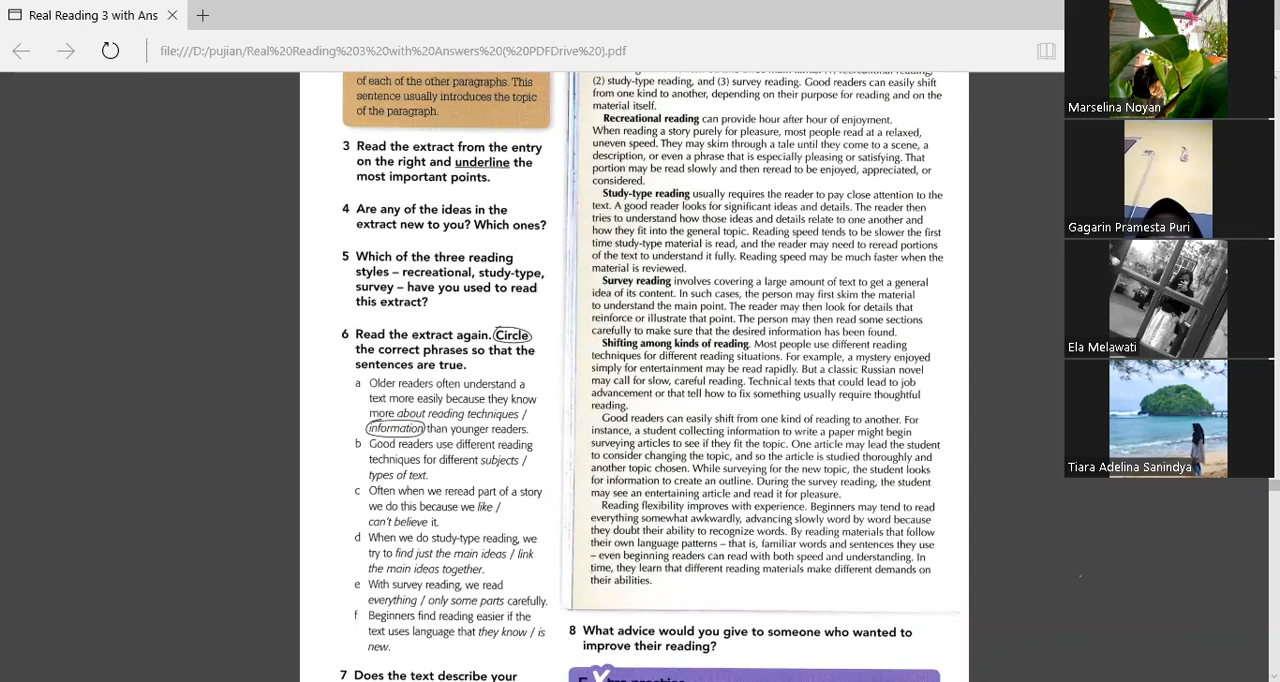 Real Reading 3 with Ans
file:///D:/pujian/Real%20Reading%203%20with%20Answers%20(%20PDFDrive%20).pdf
of each of the other paragraphs. This
sentence usually introduces the topic
of the paragraph.
3 Read the extract from the entry
on the right and underline the
most important points.
4 Are any of the ideas in the
extract new to you? Which ones?
5 Which of the three reading
styles – recreational, study-type,
survey – have you used to read
this extract?
6 Read the extract again. Circle
the correct phrases so that the
sentences are true.
a Older readers often understand a
text more easily because they know
more about reading techniques /
information than younger readers.
b Good readers use different reading
techniques for different subjects /
types of text.
c Often when we reread part of a story
we do this because we like /
can't believe it.
d When we do study-type reading, we
try to find just the main ideas / link
the main ideas together.
e With survey reading, we read
everything / only some parts carefully.
f Beginners find reading easier if the
text uses language that they know / is
new.
7 Does the text describe your
(2) study-type reading, and (3) survey reading. Good readers can easily shift
from one kind to another, depending on their purpose for reading and on the
material itself.
Recreational reading can provide hour after hour of enjoyment.
When reading a story purely for pleasure, most people read at a relaxed,
uneven speed. They may skim through a tale until they come to a scene, a
description, or even a phrase that is especially pleasing or satisfying. That
portion may be read slowly and then reread to be enjoyed, appreciated, or
considered.
Study-type reading usually requires the reader to pay close attention to the
text. A good reader looks for significant ideas and details. The reader then
tries to understand how those ideas and details relate to one another and
how they fit into the general topic. Reading speed tends to be slower the first
time study-type material is read, and the reader may need to reread portions
of the text to understand it fully. Reading speed may be much faster when the
material is reviewed.
Survey reading involves covering a large amount of text to get a general
idea of its content. In such cases, the person may first skim the material
to understand the main point. The reader may then look for details that
reinforce or illustrate that point. The person may then read some sections
carefully to make sure that the desired information has been found.
Shifting among kinds of reading. Most people use different reading
techniques for different reading situations. For example, a mystery enjoyed
simply for entertainment may be read rapidly. But a classic Russian novel
may call for slow, careful reading. Technical texts that could lead to job
advancement or that tell how to fix something usually require thoughtful
reading.
Good readers can easily shift from one kind of reading to another. For
instance, a student collecting information to write a paper might begin
surveying articles to see if they fit the topic. One article may lead the student
to consider changing the topic, and so the article is studied thoroughly and
another topic chosen. While surveying for the new topic, the student looks
for information to create an outline. During the survey reading, the student
may see an entertaining article and read it for pleasure.
Reading flexibility improves with experience. Beginners may tend to read
everything somewhat awkwardly, advancing slowly word by word because
they doubt their ability to recognize words. By reading materials that follow
their own language patterns – that is, familiar words and sentences they use
– even beginning readers can read with both speed and understanding. In
time, they learn that different reading materials make different demands on
their abilities.
8 What advice would you give to someone who wanted to
improve their reading?
Marselina Noyan
Gagarin Pramesta Puri
Ela Melawati
Tiara Adelina Sanindya